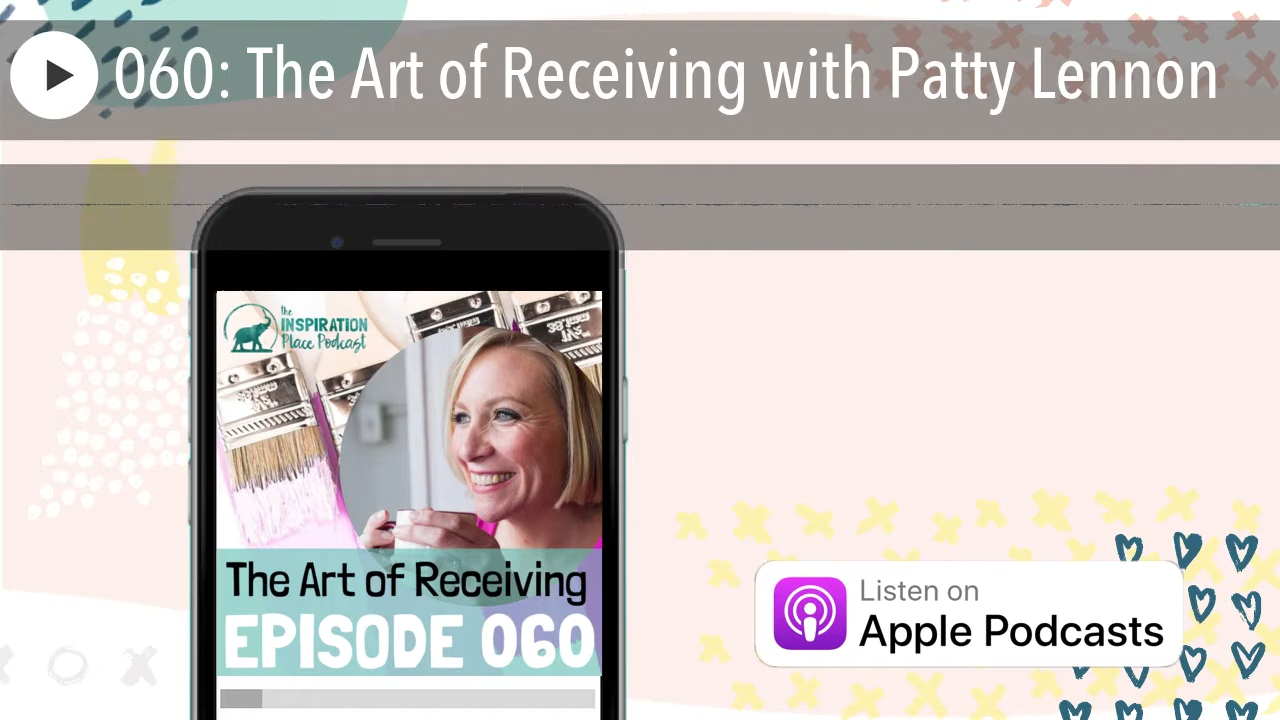 060: The Art of Receiving with Patty Lennon
the
INSPIRATION
Place Podcast
The Art of Receiving
EPISODE 060
Listen on
Apple Podcasts